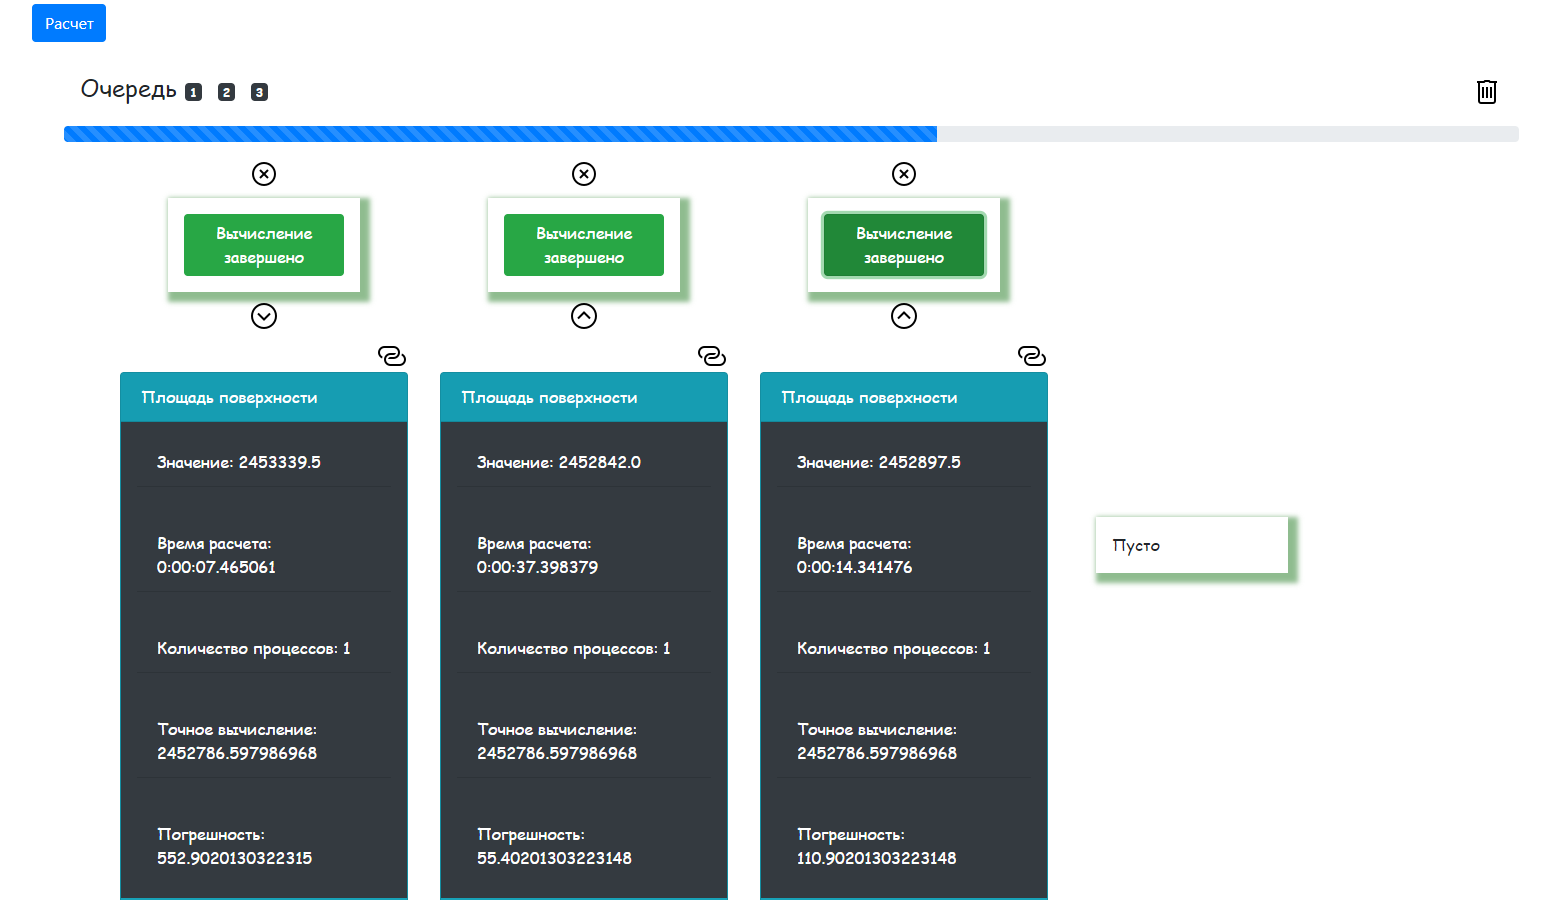 Расчет
Очередь 1 2 3
Вычисление
завершено
Вычисление
завершено
Вычисление
завершено
Площадь поверхности
Значение: 2453339.5
Время расчета:
0:00:07.465061
Количество процессов: 1
Точное вычисление:
2452786.597986968
Погрешность:
552.9020130322315
Площадь поверхности
Значение: 2452842.0
Время расчета:
0:00:37.398379
Количество процессов: 1
Точное вычисление:
2452786.597986968
Погрешность:
55.40201303223148
Площадь поверхности
Значение: 2452897.5
Время расчета:
0:00:14.341476
Количество процессов: 1
Точное вычисление:
2452786.597986968
Погрешность:
110.90201303223148
Пусто